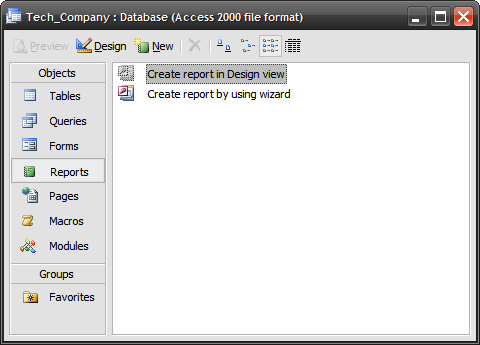 Tech_Company : Database (Access 2000 file format)
Preview Design New
Objects
Tables
Queries
Forms
Reports
Pages
Macros
Modules
Groups
Favorites
Create report in Design view
Create report by using wizard